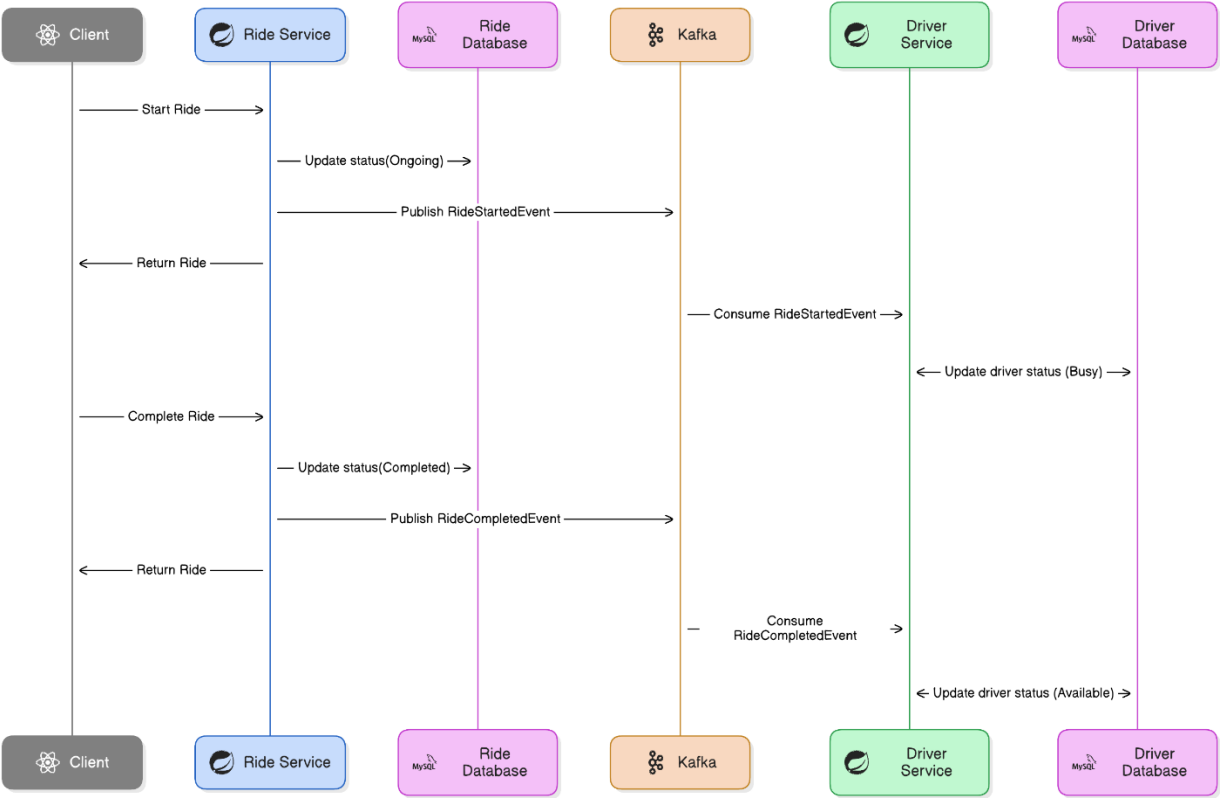 Client
Ride Service
MySQL
Ride
Database
Kafka
Driver
Service
MySQL
Driver
Database
Start Ride
Update status(Ongoing)
Publish RideStartedEvent
Return Ride
Consume RideStartedEvent
Update driver status (Busy)
Complete Ride
Update status(Completed)
Publish RideCompletedEvent
Return Ride
Consume
RideCompletedEvent
Update driver status (Available)
Client
Ride Service
MySQL
Ride
Database
Kafka
Driver
Service
MySQL
Driver
Database